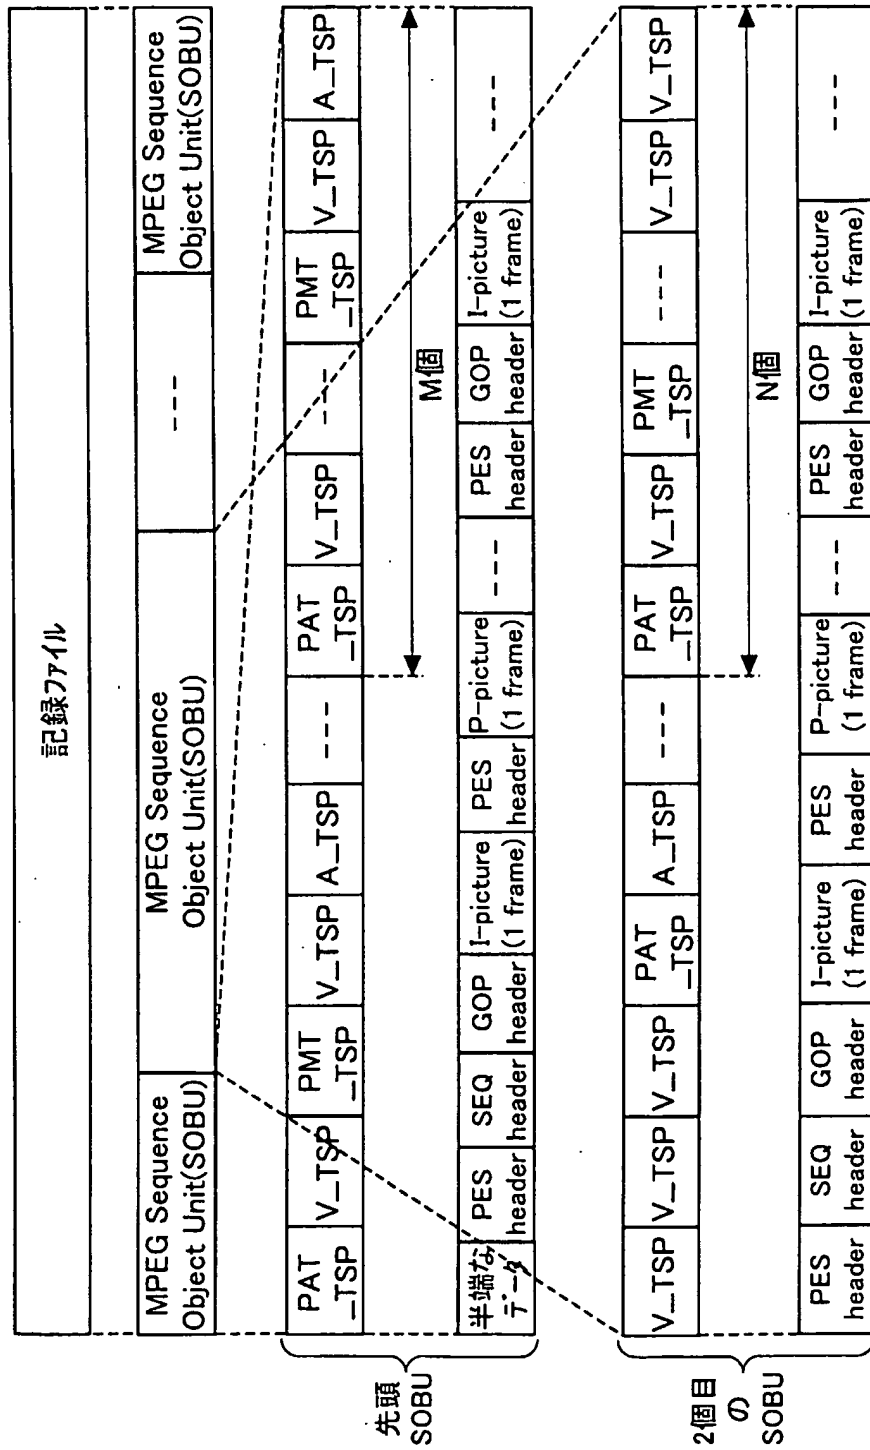 記録ファイル
MPEG Sequence
Object Unit(SOBU)
MPEG Sequence
Object Unit(SOBU)
---
MPEG Sequence
Object Unit(SOBU)
先頭
SOBU
PAT
_TSP
V_TSP
PMT
_TSP
V_TSP
A_TSP
---
PAT
_TSP
V_TSP
---
PMT
_TSP
V_TSP
A_TSP
M個
半端な
データ
PES
header
SEQ
header
GOP
header
I-picture
(1 frame)
PES
header
P-picture
(1 frame)
---
PES
header
GOP
header
I-picture
(1 frame)
---
2個目
の
SOBU
V_TSP
V_TSP
V_TSP
PAT
_TSP
A_TSP
---
PAT
_TSP
V_TSP
PMT
_TSP
---
V_TSP
V_TSP
N個
PES
header
SEQ
header
GOP
header
I-picture
(1 frame)
PES
header
P-picture
(1 frame)
---
PES
header
GOP
header
I-picture
(1 frame)
---